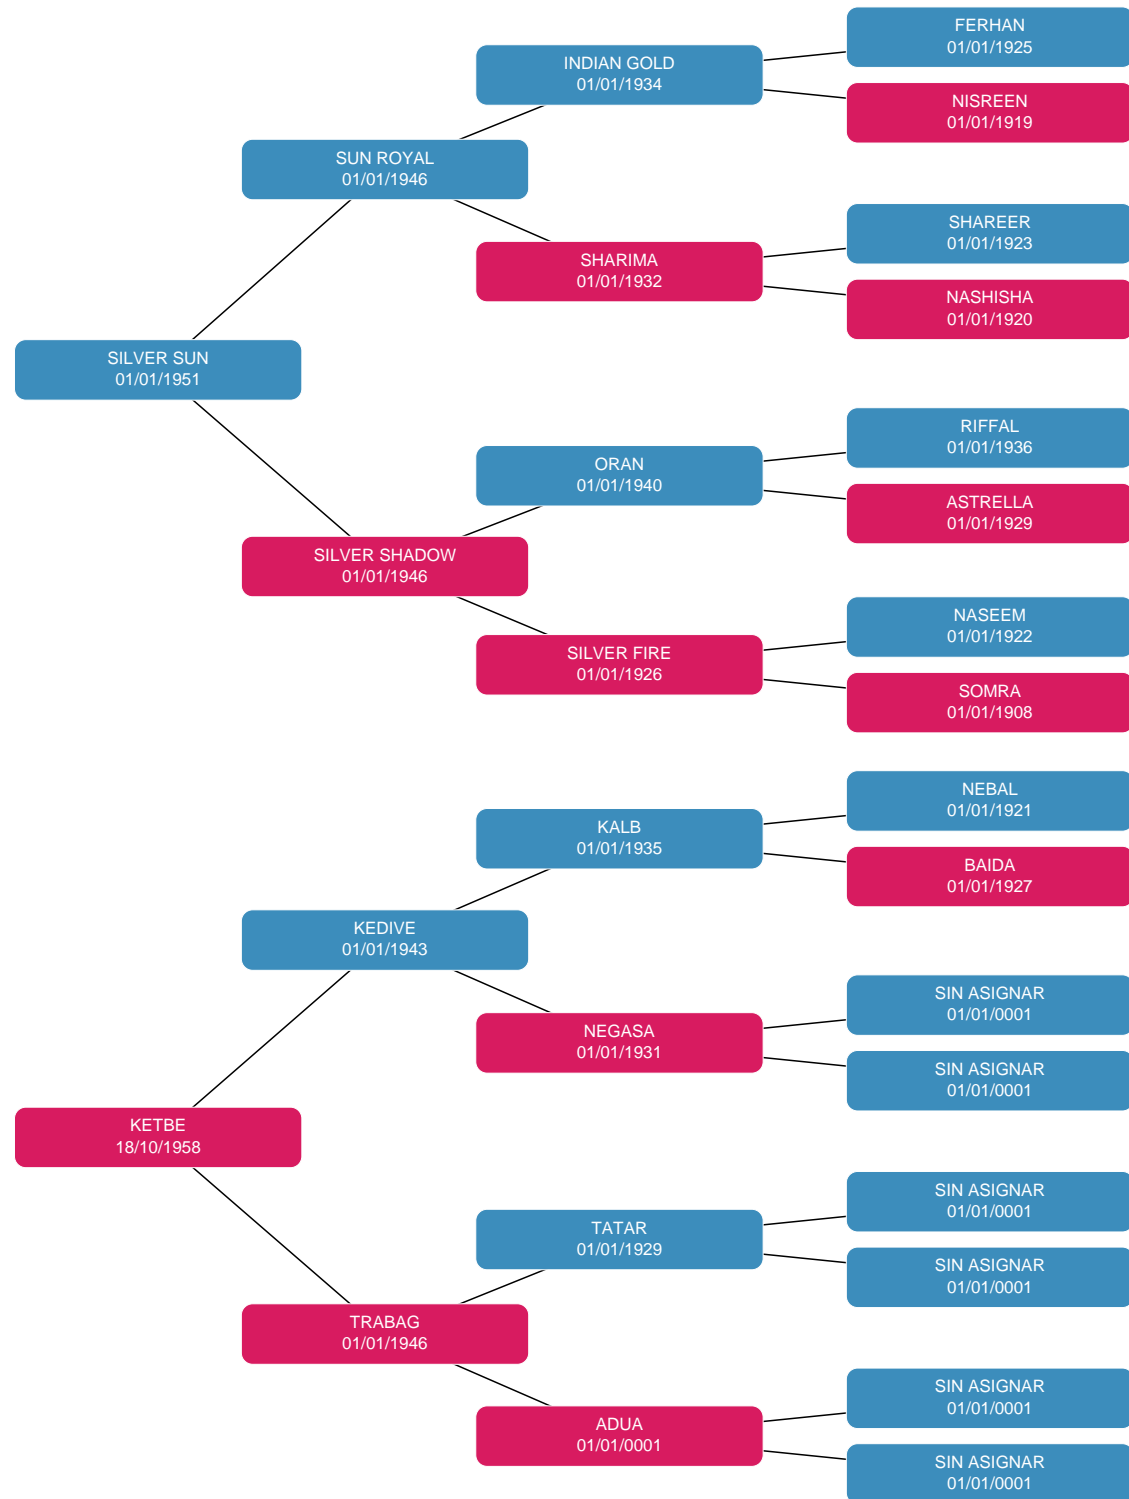 FERHAN
01/01/1925
INDIAN GOLD
01/01/1934
NISREEN
01/01/1919
SUN ROYAL
01/01/1946
SHAREER
01/01/1923
SHARIMA
01/01/1932
NASHISHA
01/01/1920
SILVER SUN
01/01/1951
RIFFAL
01/01/1936
ORAN
01/01/1940
ASTRELLA
01/01/1929
SILVER SHADOW
01/01/1946
NASEEM
01/01/1922
SILVER FIRE
01/01/1926
SOMRA
01/01/1908
NEBAL
01/01/1921
KALB
01/01/1935
BAIDA
01/01/1927
KEDIVE
01/01/1943
SIN ASIGNAR
01/01/0001
NEGASA
01/01/1931
SIN ASIGNAR
01/01/0001
KETBE
18/10/1958
SIN ASIGNAR
01/01/0001
TATAR
01/01/1929
SIN ASIGNAR
01/01/0001
TRABAG
01/01/1946
SIN ASIGNAR
01/01/0001
ADUA
01/01/0001
SIN ASIGNAR
01/01/0001